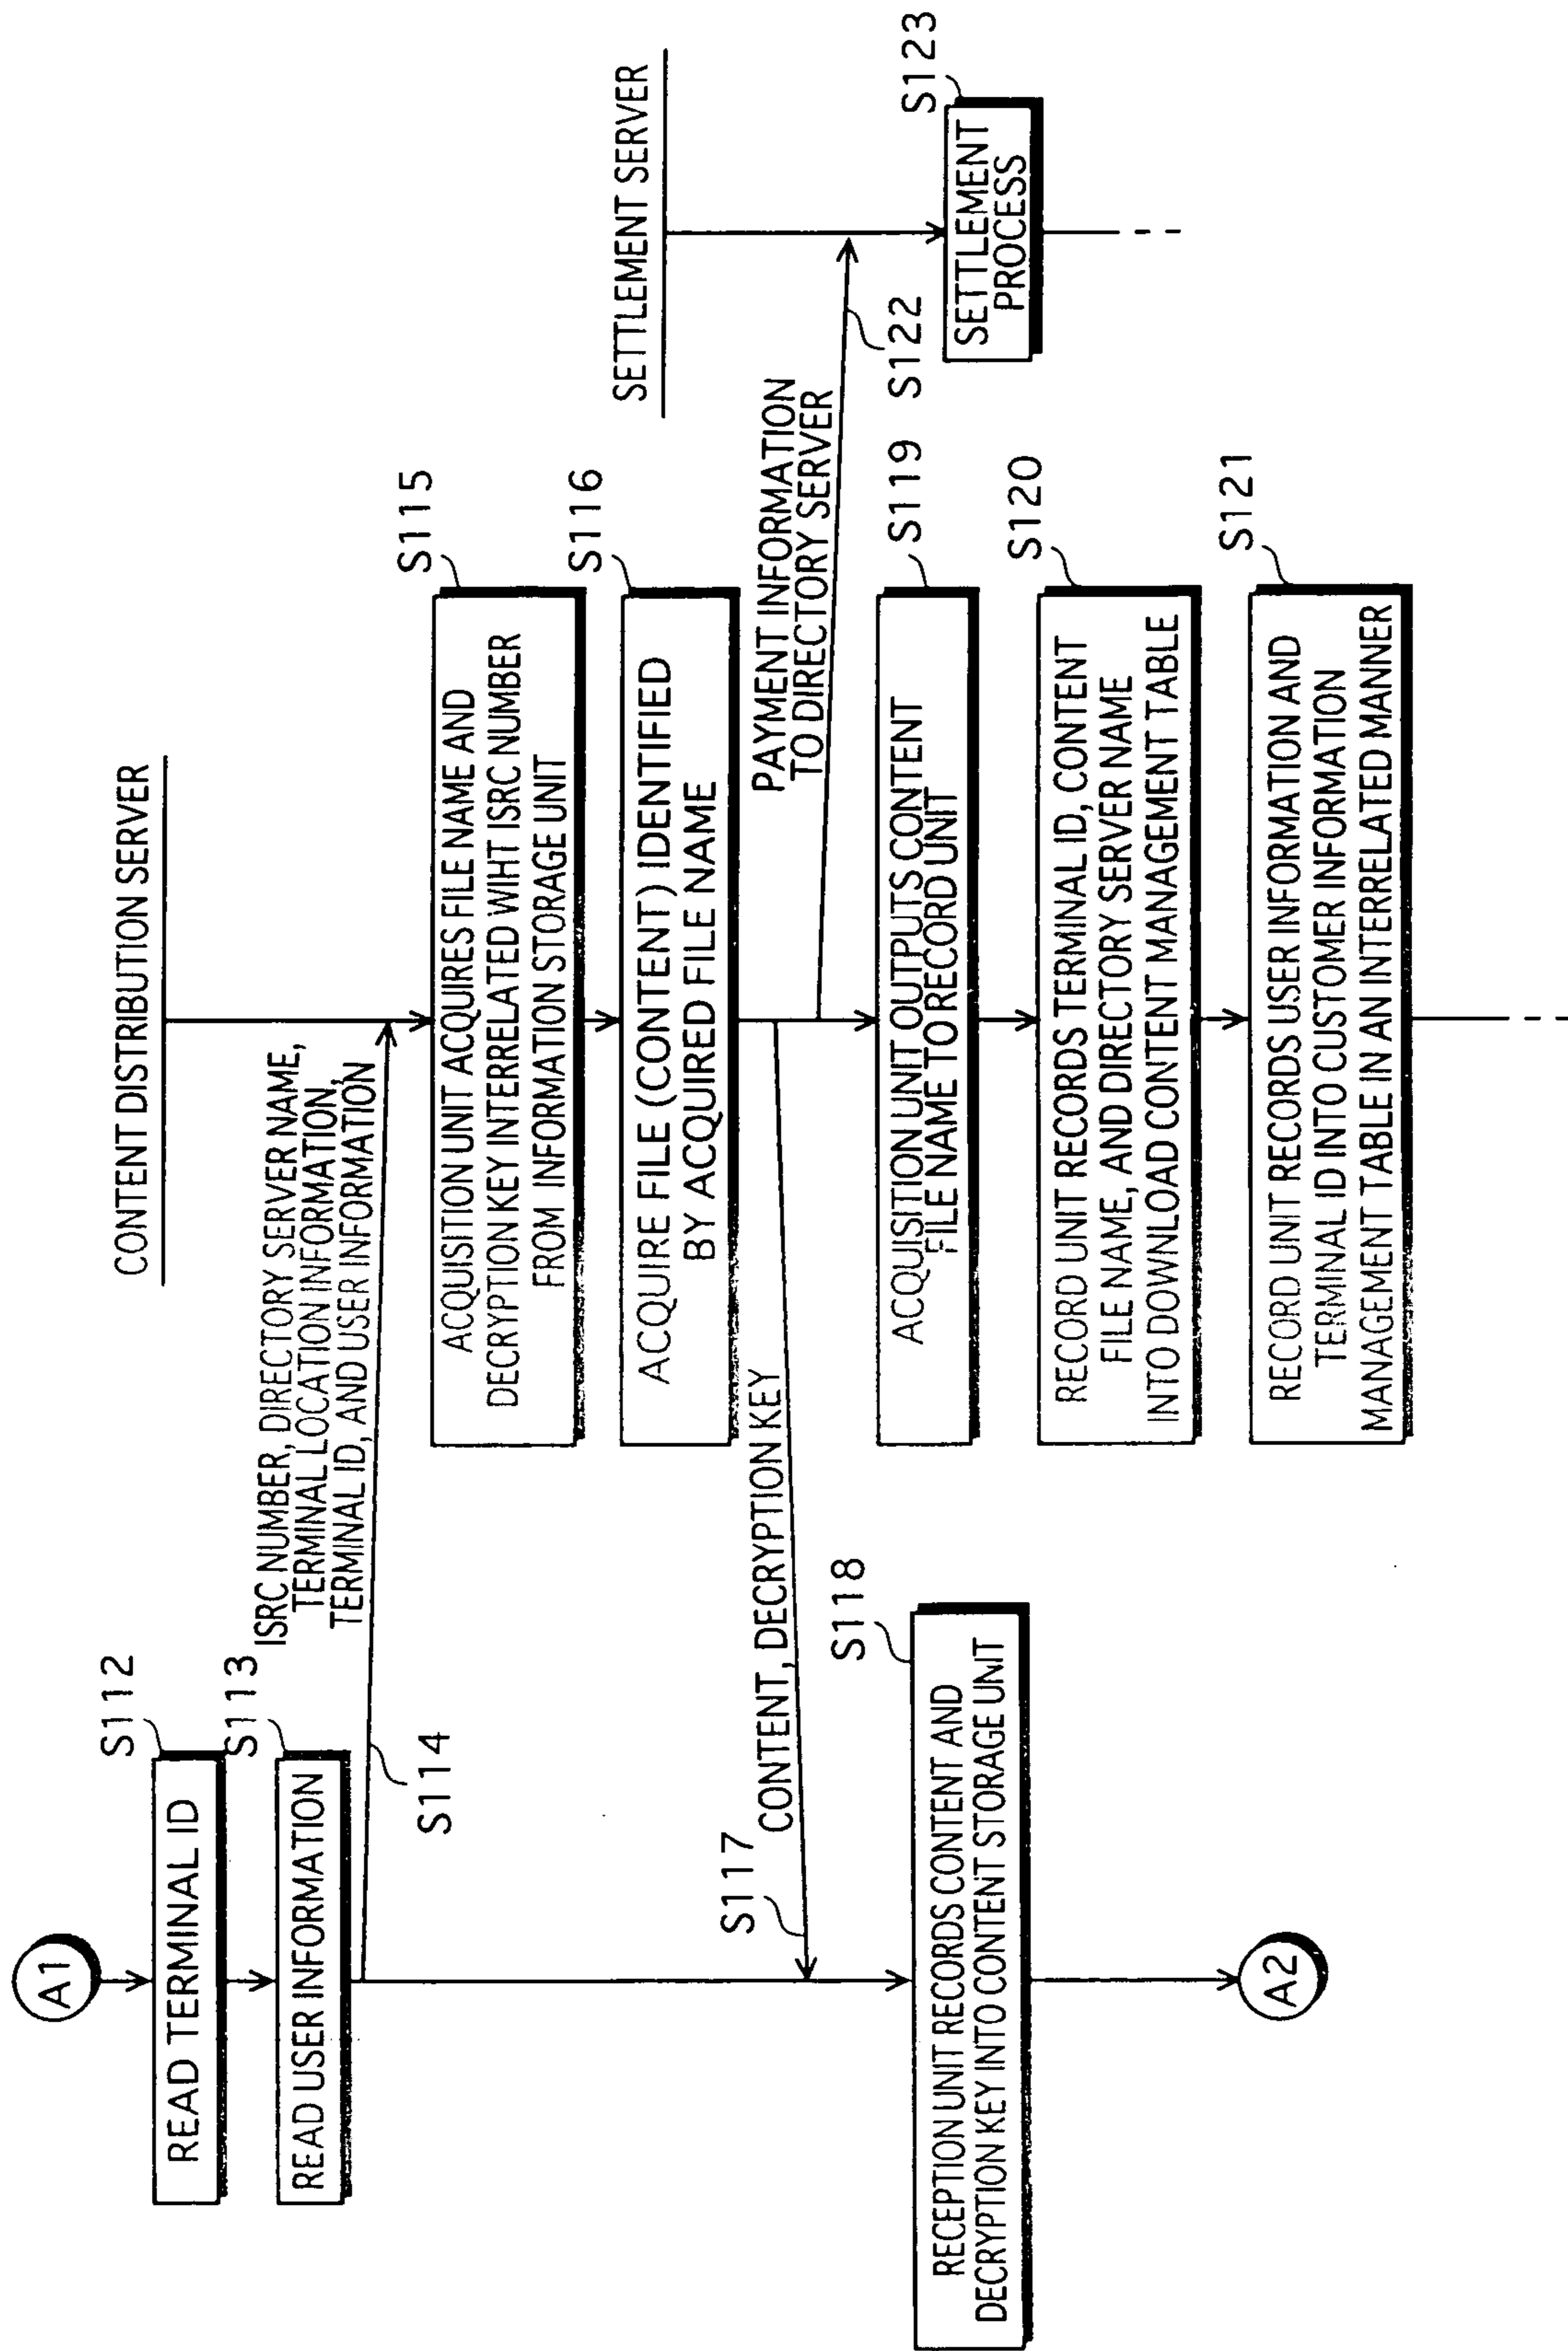 A1
S112
READ TERMINAL ID
S113
READ USER INFORMATION
S114
ISRC NUMBER, DIRECTORY SERVER NAME,
TERMINAL LOCATION INFORMATION,
TERMINAL ID, AND USER INFORMATION
CONTENT DISTRIBUTION SERVER
S115
ACQUISITION UNIT ACQUIRES FILE NAME AND
DECRYPTION KEY INTERRELATED WIHT ISRC NUMBER
FROM INFORMATION STORAGE UNIT
S116
ACQUIRE FILE (CONTENT) IDENTIFIED
BY ACQUIRED FILE NAME
S117
CONTENT, DECRYPTION KEY
S118
RECEPTION UNIT RECORDS CONTENT AND
DECRYPTION KEY INTO CONTENT STORAGE UNIT
A2
PAYMENT INFORMATION
TO DIRECTORY SERVER
S122
SETTLEMENT SERVER
S123
SETTLEMENT
PROCESS
S119
ACQUISITION UNIT OUTPUTS CONTENT
FILE NAME TO RECORD UNIT
S120
RECORD UNIT RECORDS TERMINAL ID, CONTENT
FILE NAME, AND DIRECTORY SERVER NAME
INTO DOWNLOAD CONTENT MANAGEMENT TABLE
S121
RECORD UNIT RECORDS USER INFORMATION AND
TERMINAL ID INTO CUSTOMER INFORMATION
MANAGEMENT TABLE IN AN INTERRELATED MANNER